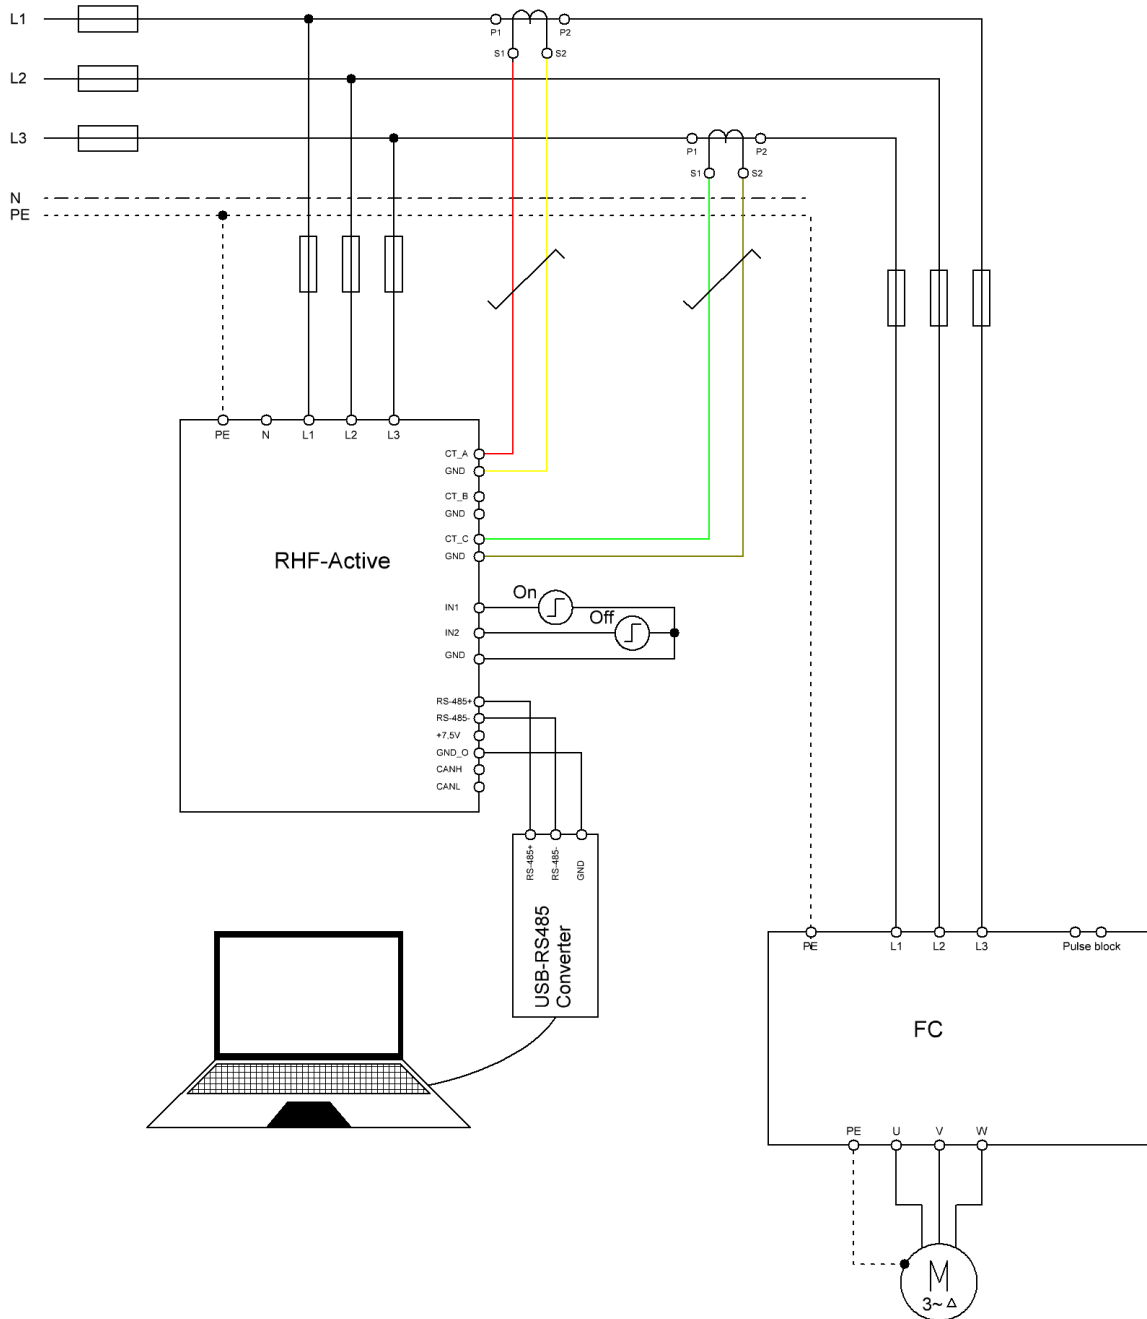 L1
P1
P2
S1
S2
L2
L3
P1
P2
S1
S2
N
PE
PE
N
L1
L2
L3
CT_A
GND
CT_B
GND
CT_C
GND
RHF-Active
On
IN1
Off
IN2
GND
RS-485+
RS-485-
+7,5V
GND_O
CANH
CANL
RS-485+
RS-485-
GND
USB-RS485
Converter
PE
L1
L2
L3
Pulse block
FC
PE
U
V
W
M
3~ Δ